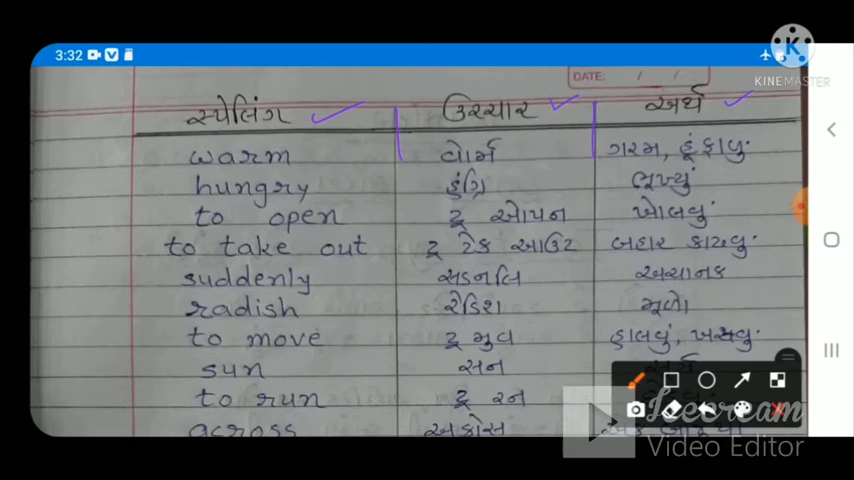 3:32
KINEMASTER
DATE: / /
સ્પેલિંગ ઉચ્ચાર અર્થ
warm વોર્મ ગરમ, હૂંફાળુ
hungry હંગ્રિ ભૂખ્યું
to open ટૂ ઓપન ખોલવું
to take out ટૂ ટેક આઉટ બહાર કાઢવું
suddenly સડનલિ અચાનક
radish રેડિશ મૂળો
to move ટૂ મુવ હાલવું, ખસવું
sun સન
to run ટૂ રન
across અક્રોસ
Icecream
Video Editor